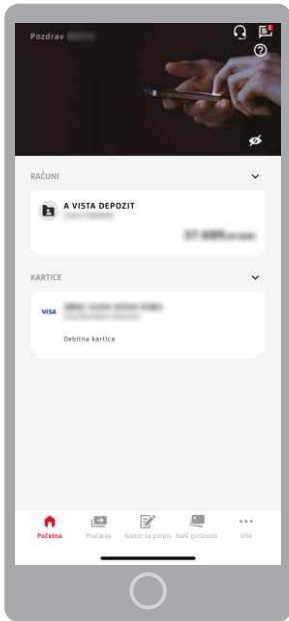 Pozdrav
RAČUNI
A VISTA DEPOZIT
KARTICE
VISA
Debitna kartica
Početna
Plaćanja
Nalozi za potpis
Naši proizvodi
Više